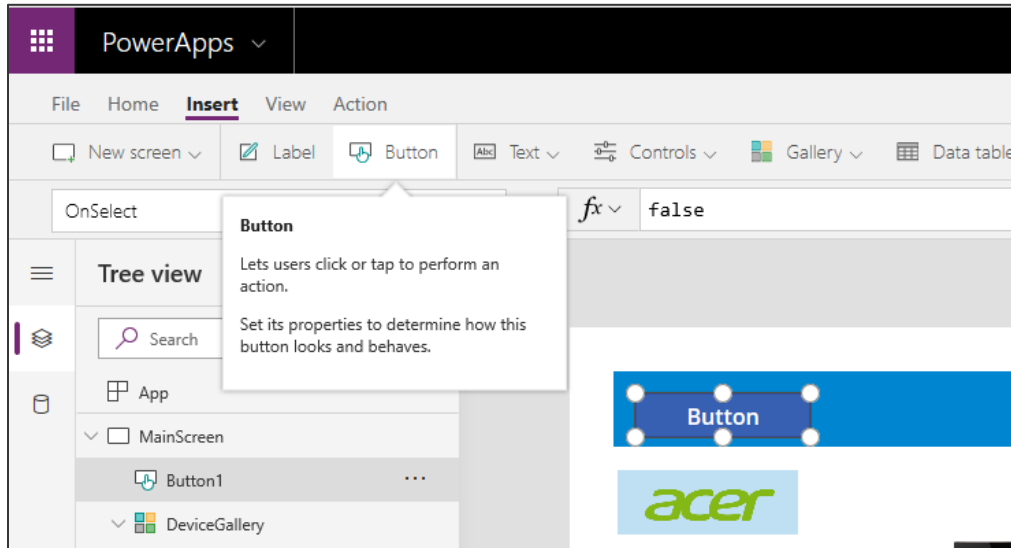 PowerApps
File Home Insert View Action
New screen Label Button Abc Text Controls Gallery Data table
OnSelect fx false
Button
Lets users click or tap to perform an
action.
Set its properties to determine how this
button looks and behaves.
Tree view
Search
App
MainScreen
Button1 ...
DeviceGallery
Button
acer